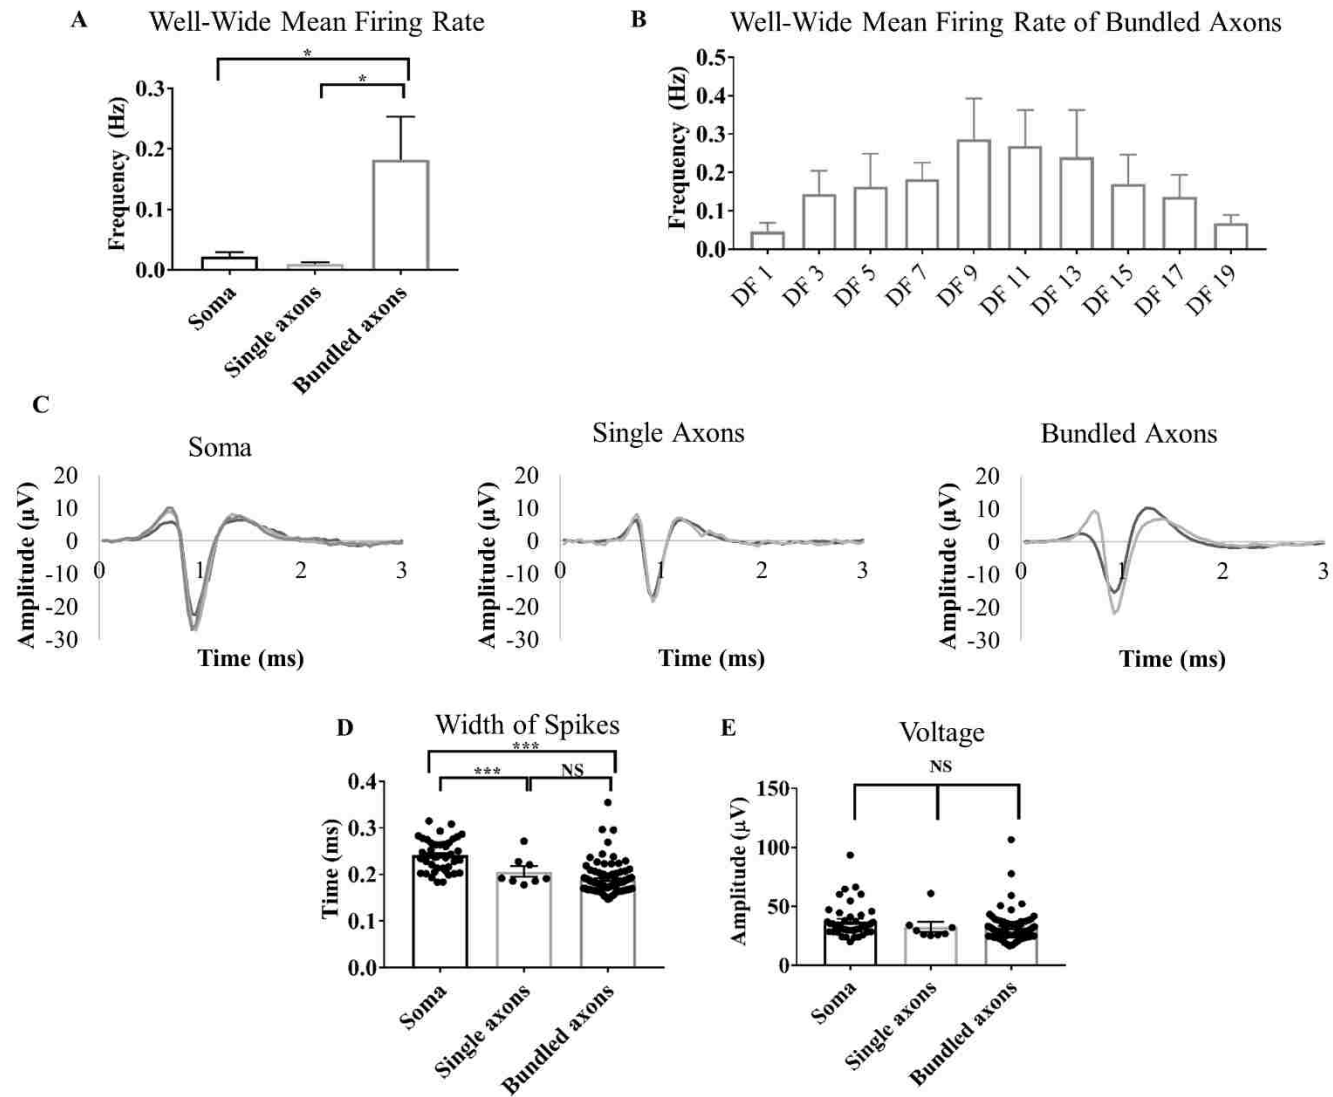 A
Well-Wide Mean Firing Rate
*
*
Frequency (Hz)
0.3
0.2
0.1
0.0
Soma
Single axons
Bundled axons
B
Well-Wide Mean Firing Rate of Bundled Axons
Frequency (Hz)
0.5
0.4
0.3
0.2
0.1
0.0
DF 1
DF 3
DF 5
DF 7
DF 9
DF 11
DF 13
DF 15
DF 17
DF 19
C
Soma
Amplitude (μV)
20
10
0
-10
-20
-30
0 1 2 3
Time (ms)
Single Axons
Amplitude (μV)
20
10
0
-10
-20
-30
0 1 2 3
Time (ms)
Bundled Axons
Amplitude (μV)
20
10
0
-10
-20
-30
0 1 2 3
Time (ms)
D
Width of Spikes
***
***
NS
Time (ms)
0.4
0.3
0.2
0.1
0.0
Soma
Single axons
Bundled axons
E
Voltage
NS
Amplitude (μV)
150
100
50
0
Soma
Single axons
Bundled axons